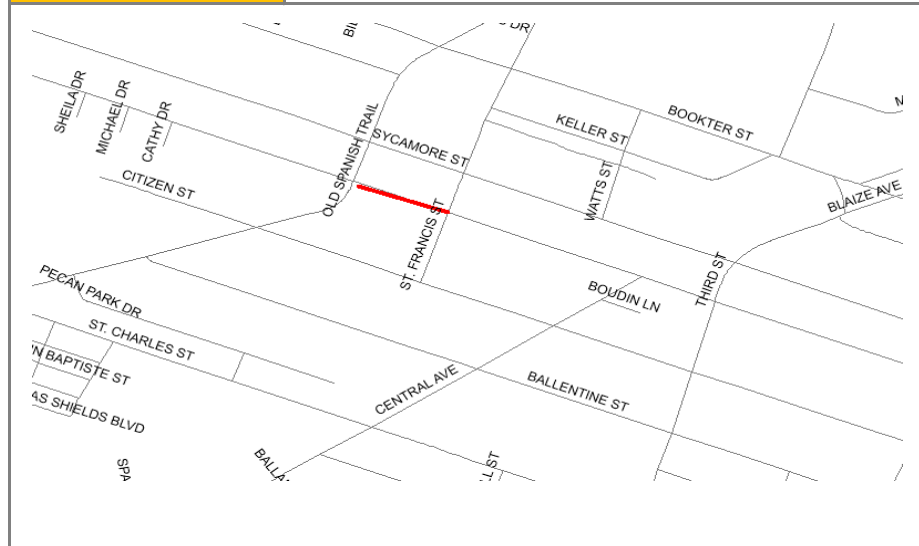 SHEILA DR
MICHAEL DR
CATHY DR
OLD SPANISH TRAIL
SYCAMORE ST
KELLER ST
BOOKTER ST
CITIZEN ST
WATTS ST
BLAIZE AVE
ST. FRANCIS ST
THIRD ST
BOUDIN LN
PECAN PARK DR
ST. CHARLES ST
N BAPTISTE ST
AS SHIELDS BLVD
CENTRAL AVE
BALLENTINE ST